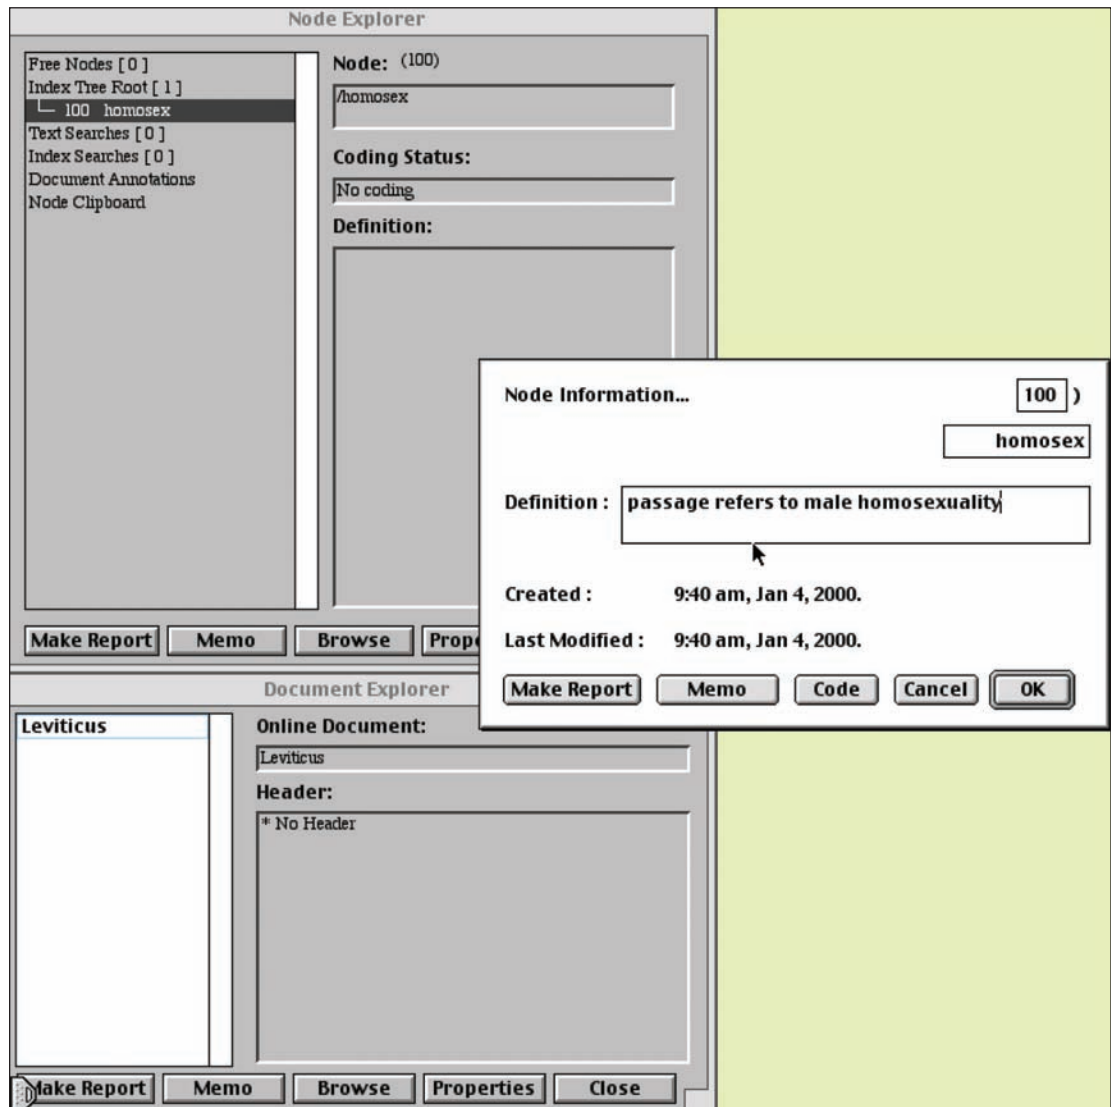 Node Explorer
Free Nodes [ 0 ]
Index Tree Root [ 1 ]
100 homosex
Text Searches [ 0 ]
Index Searches [ 0 ]
Document Annotations
Node Clipboard
Node: (100)
/homosex
Coding Status:
No coding
Definition:
Make Report Memo Browse Prope
Node Information...
100 )
homosex
Definition : passage refers to male homosexuality
Created : 9:40 am, Jan 4, 2000.
Last Modified : 9:40 am, Jan 4, 2000.
Make Report Memo Code Cancel OK
Document Explorer
Leviticus
Online Document:
Leviticus
Header:
* No Header
Make Report Memo Browse Properties Close